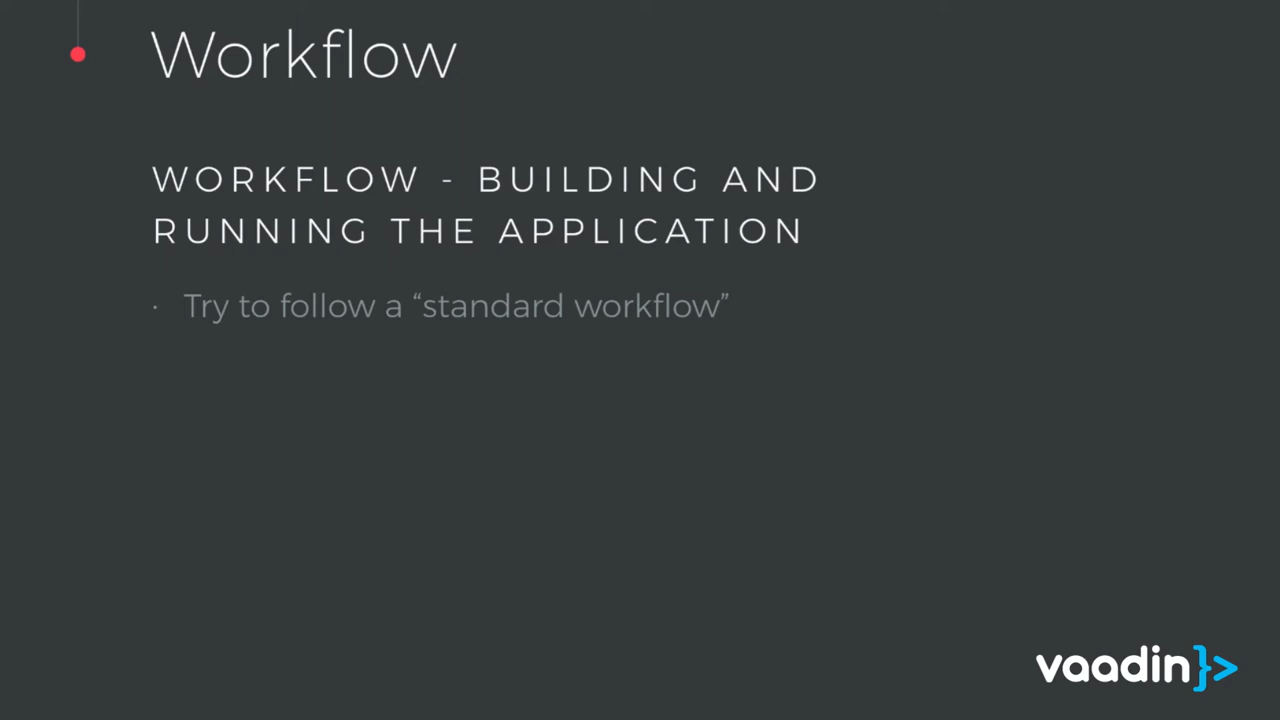 Workflow
WORKFLOW - BUILDING AND
RUNNING THE APPLICATION
· Try to follow a “standard workflow”
vaadin}>